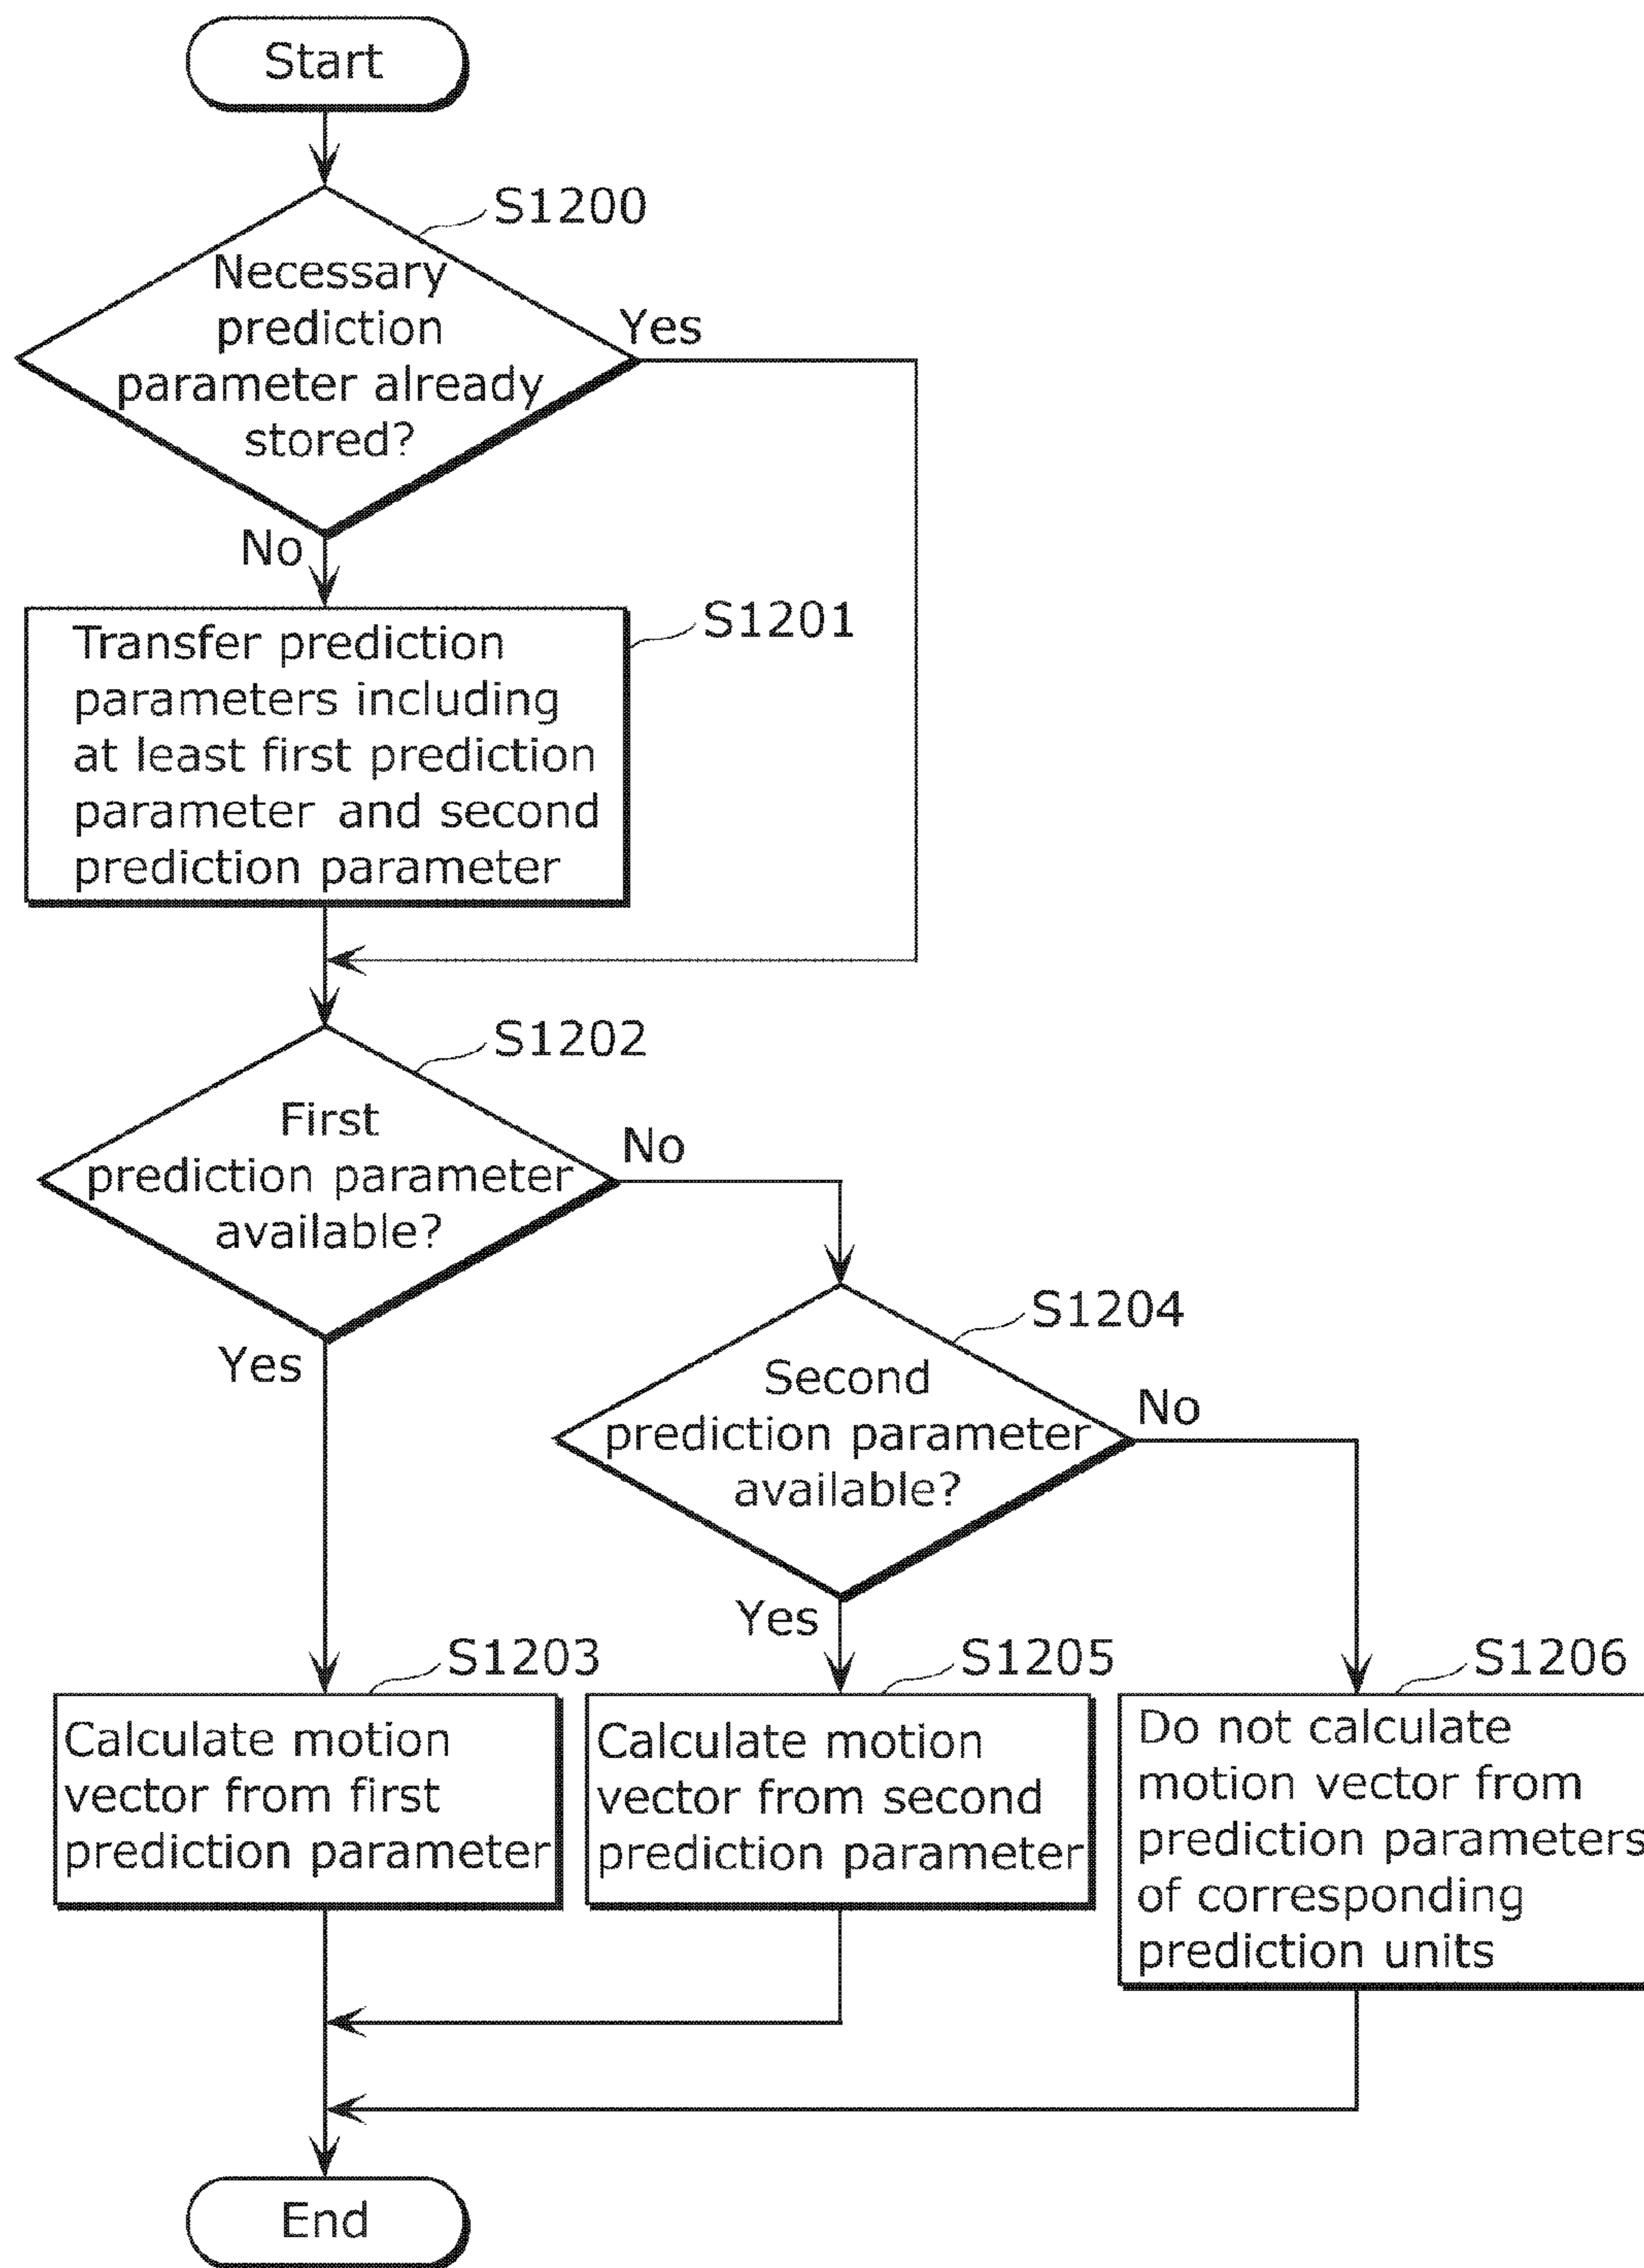 Start
S1200
Necessary
prediction
parameter already
stored?
Yes
No
S1201
Transfer prediction
parameters including
at least first prediction
parameter and second
prediction parameter
S1202
First
prediction parameter
available?
No
Yes
S1204
Second
prediction parameter
available?
No
Yes
S1203
Calculate motion
vector from first
prediction parameter
S1205
Calculate motion
vector from second
prediction parameter
S1206
Do not calculate
motion vector from
prediction parameters
of corresponding
prediction units
End